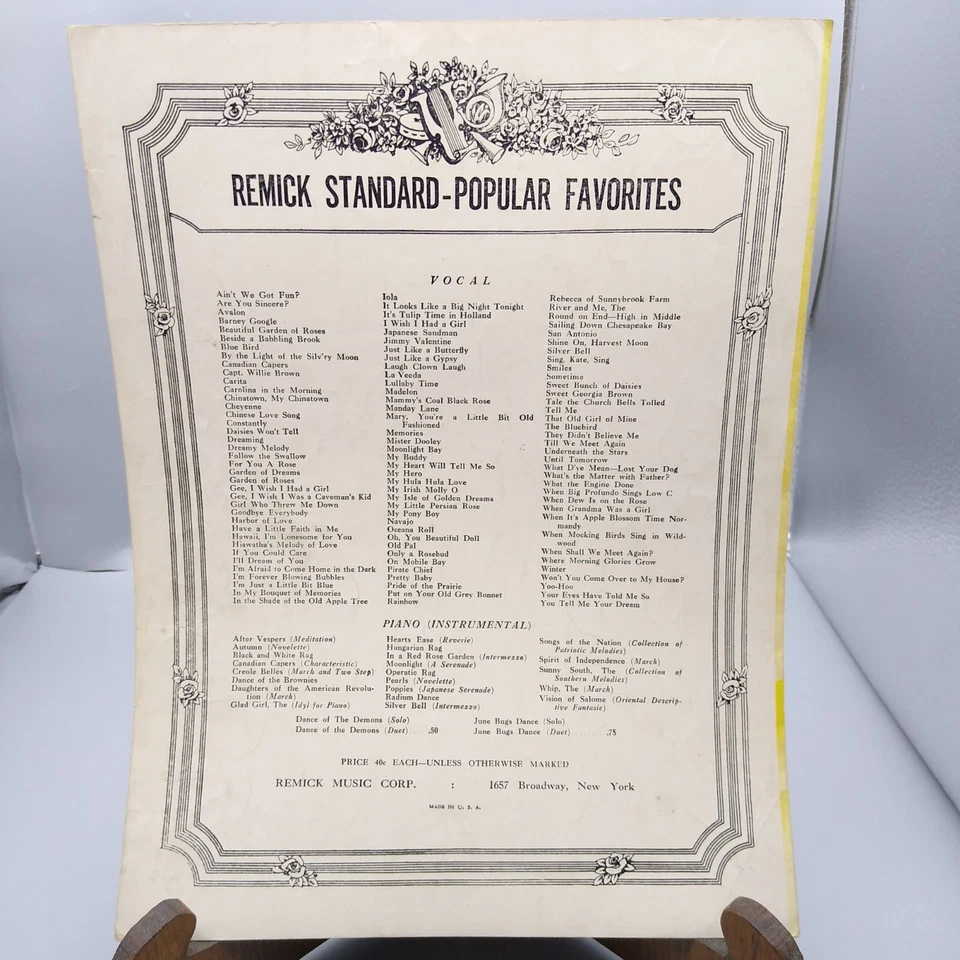 REMICK STANDARD-POPULAR FAVORITES
VOCAL
Ain't We Got Fun?
Are You Sincere?
Avalon
Barney Google
Beautiful Garden of Roses
Beside a Babbling Brook
Blue Bird
By the Light of the Silv'ry Moon
Canadian Capers
Capt. Willie Brown
Carita
Carolina in the Morning
Chinatown, My Chinatown
Cheyenne
Chinese Love Song
Constantly
Daisies Won't Tell
Dreaming
Dreamy Melody
Follow the Swallow
For You A Rose
Garden of Dreams
Garden of Roses
Gee, I Wish I Had a Girl
Gee, I Wish I Was a Caveman's Kid
Girl Who Threw Me Down
Goodbye Everybody
Harbor of Love
Have a Little Faith in Me
Hawaii, I'm Lonesome for You
Hiawatha's Melody of Love
If You Could Care
I'll Dream of You
I'm Afraid to Come Home in the Dark
I'm Forever Blowing Bubbles
I'm Just a Little Bit Blue
In My Bouquet of Memories
In the Shade of the Old Apple Tree
Iola
It Looks Like a Big Night Tonight
It's Tulip Time in Holland
I Wish I Had a Girl
Japanese Sandman
Jimmy Valentine
Just Like a Butterfly
Just Like a Gypsy
Laugh Clown Laugh
La Veeda
Lullaby Time
Madelon
Mammy's Coal Black Rose
Manday Lane
Mary, You're a Little Bit Old
Fashioned
Memories
Mister Dooley
Moonlight Bay
My Buddy
My Heart Will Tell Me So
My Hero
My Hula Hula Love
My Irish Molly O
My Isle of Golden Dreams
My Little Persian Rose
My Pony Boy
Navajo
Oceana Roll
Oh, You Beautiful Doll
Old Pal
Only a Rosebud
On Mobile Bay
Pirate Chief
Pretty Baby
Pride of the Prairie
Put on Your Old Grey Bonnet
Rainbow
Rebecca of Sunnybrook Farm
River and Me, The
Round on End—High in Middle
Sailing Down Chesapeake Bay
San Antonio
Shine On, Harvest Moon
Silver Bell
Sing, Kate, Sing
Smiles
Sometime
Sweet Bunch of Daisies
Sweet Georgia Brown
Tale the Church Bells Tolled
Tell Me
That Old Girl of Mine
The Bluebird
They Didn't Believe Me
Till We Meet Again
Underneath the Stars
Until Tomorrow
What D've Mean—Lost Your Dog
What's the Matter with Father?
What the Engine Done
When Big Profundo Sings Low C
When Dew Is on the Rose
When Grandma Was a Girl
When It's Apple Blossom Time Nor-
mandy
When Mocking Birds Sing in Wild-
wood
When Shall We Meet Again?
Where Morning Glories Grow
Winter
Won't You Come Over to My House?
Yoo-Hoo
Your Eyes Have Told Me So
You Tell Me Your Dream
PIANO (INSTRUMENTAL)
After Vespers (Meditation)
Autumn (Novelette)
Black and White Rag
Canadian Capers (Characteristic)
Creole Belles (March and Two Step)
Dance of the Brownies
Daughters of the American Revolu-
tion (March)
Glad Girl, The (Idyl for Piano)
Hearts Ease (Reverie)
Hungarian Rag
In a Red Rose Garden (Intermezzo)
Moonlight (A Serenade)
Operatic Rag
Pearls (Novelette)
Poppies (Japanese Serenade)
Radium Dance
Silver Bell (Intermezzo)
Songs of the Nation (Collection of
Patriotic Melodies)
Spirit of Independence (March)
Sunny South, The (Collection of
Southern Melodies)
Whip, The (March)
Vision of Salome (Oriental Descrip-
tive Fantasie)
Dance of The Demons (Solo)
Dance of the Demons (Duet) .... .50
June Bugs Dance (Solo)
June Bugs Dance (Duet) ......... .75
PRICE 40c EACH—UNLESS OTHERWISE MARKED
REMICK MUSIC CORP. : 1657 Broadway, New York
MADE IN U. S. A.